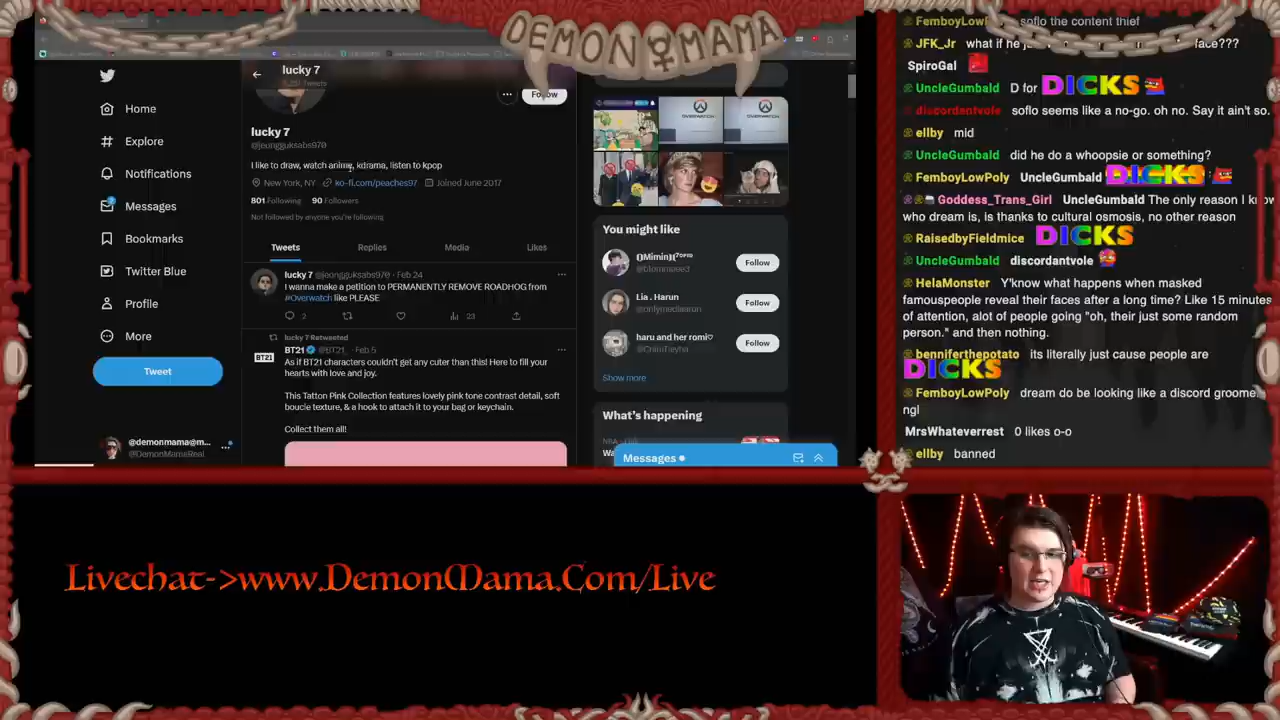 DEMON MAMA
lucky 7
Home
Explore
Notifications
Messages
Bookmarks
Twitter Blue
Profile
More
Tweet
@demonmama@m...
@DemonMamaReal
Follow
lucky 7
@jeongguksabs970
I like to draw, watch anime, kdrama, listen to kpop
New York, NY ko-fi.com/peaches97 Joined June 2017
801 Following 90 Followers
Not followed by anyone you're following
Tweets Replies Media Likes
lucky 7 @jeongguksabs970 · Feb 24
I wanna make a petition to PERMANENTLY REMOVE ROADHOG from
#Overwatch like PLEASE
2 23
lucky 7 Retweeted
BT21 @BT21_ · Feb 5
BT21
As if BT21 characters couldn't get any cuter than this! Here to fill your
hearts with love and joy.
This Tatton Pink Collection features lovely pink tone contrast detail, soft
boucle texture, & a hook to attach it to your bag or keychain.
Collect them all!
OVERWATCH OVERWATCH
You might like
Follow
Lia . Harun
Follow
haru and her romi♡
Follow
Show more
What's happening
Messages
FemboyLowP soflo the content thief
JFK_Jr what if he face???
SpiroGal
UncleGumbald D for DICKS
discordantvole soflo seems like a no-go. oh no. Say it ain't so.
ellby mid
UncleGumbald did he do a whoopsie or something?
FemboyLowPoly UncleGumbald DICKS
Goddess_Trans_Girl UncleGumbald The only reason I know
who dream is, is thanks to cultural osmosis, no other reason
RaisedbyFieldmice DICKS
UncleGumbald discordantvole
HelaMonster Y'know what happens when masked
famouspeople reveal their faces after a long time? Like 15 minutes
of attention, alot of people going "oh, their just some random
person." and then nothing.
benniferthepotato its literally just cause people are
DICKS
FemboyLowPoly dream do be looking like a discord groomer
ngl
MrsWhateverrest 0 likes o-o
ellby banned
Livechat->www.DemonMama.Com/Live